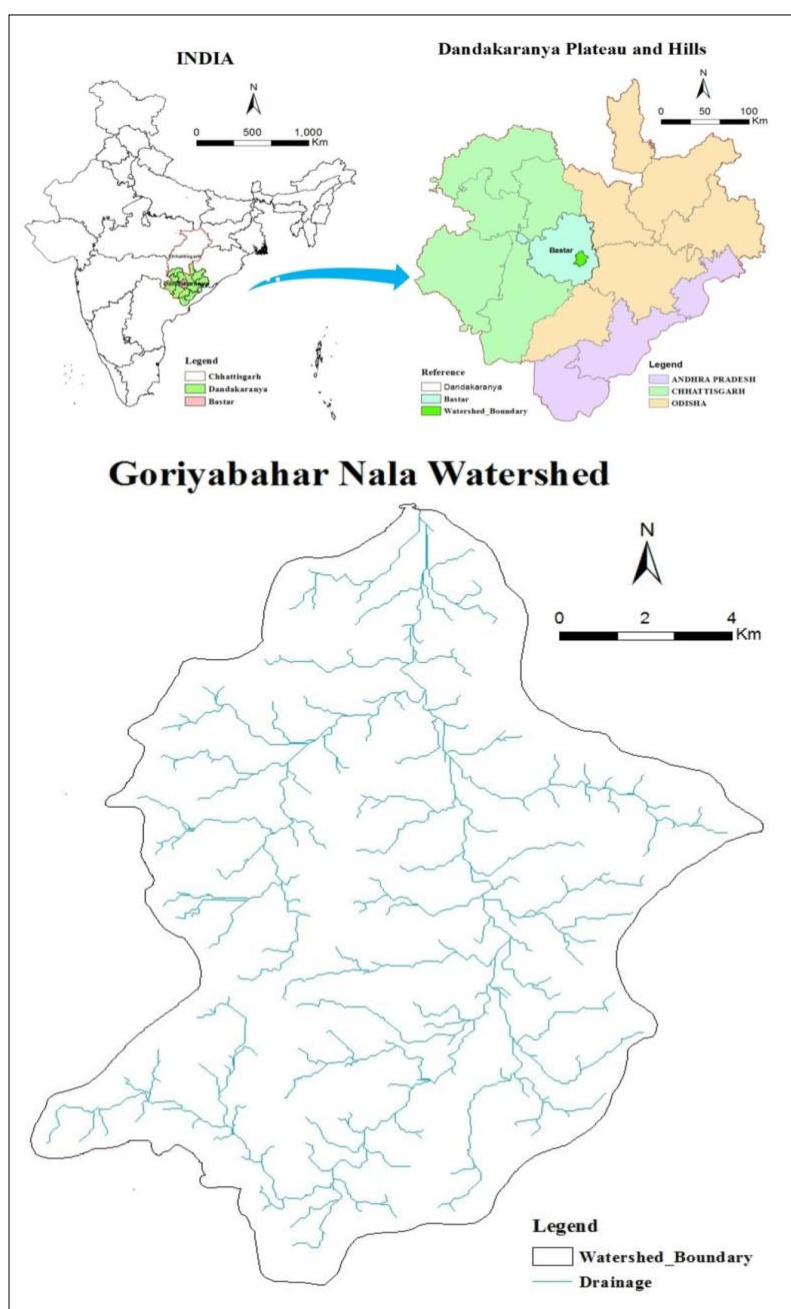 INDIA
N
0 500 1,000
Km
Chhattisgarh
Legend
Chhattisgarh
Dandakaranya
Bastar
Dandakaranya Plateau and Hills
N
0 50 100
Km
Bastar
Reference
Dandakaranya
Bastar
Watershed_Boundary
Legend
ANDHRA PRADESH
CHHATTISGARH
ODISHA
Goriyabahar Nala Watershed
N
0 2 4
Km
Legend
Watershed_Boundary
Drainage